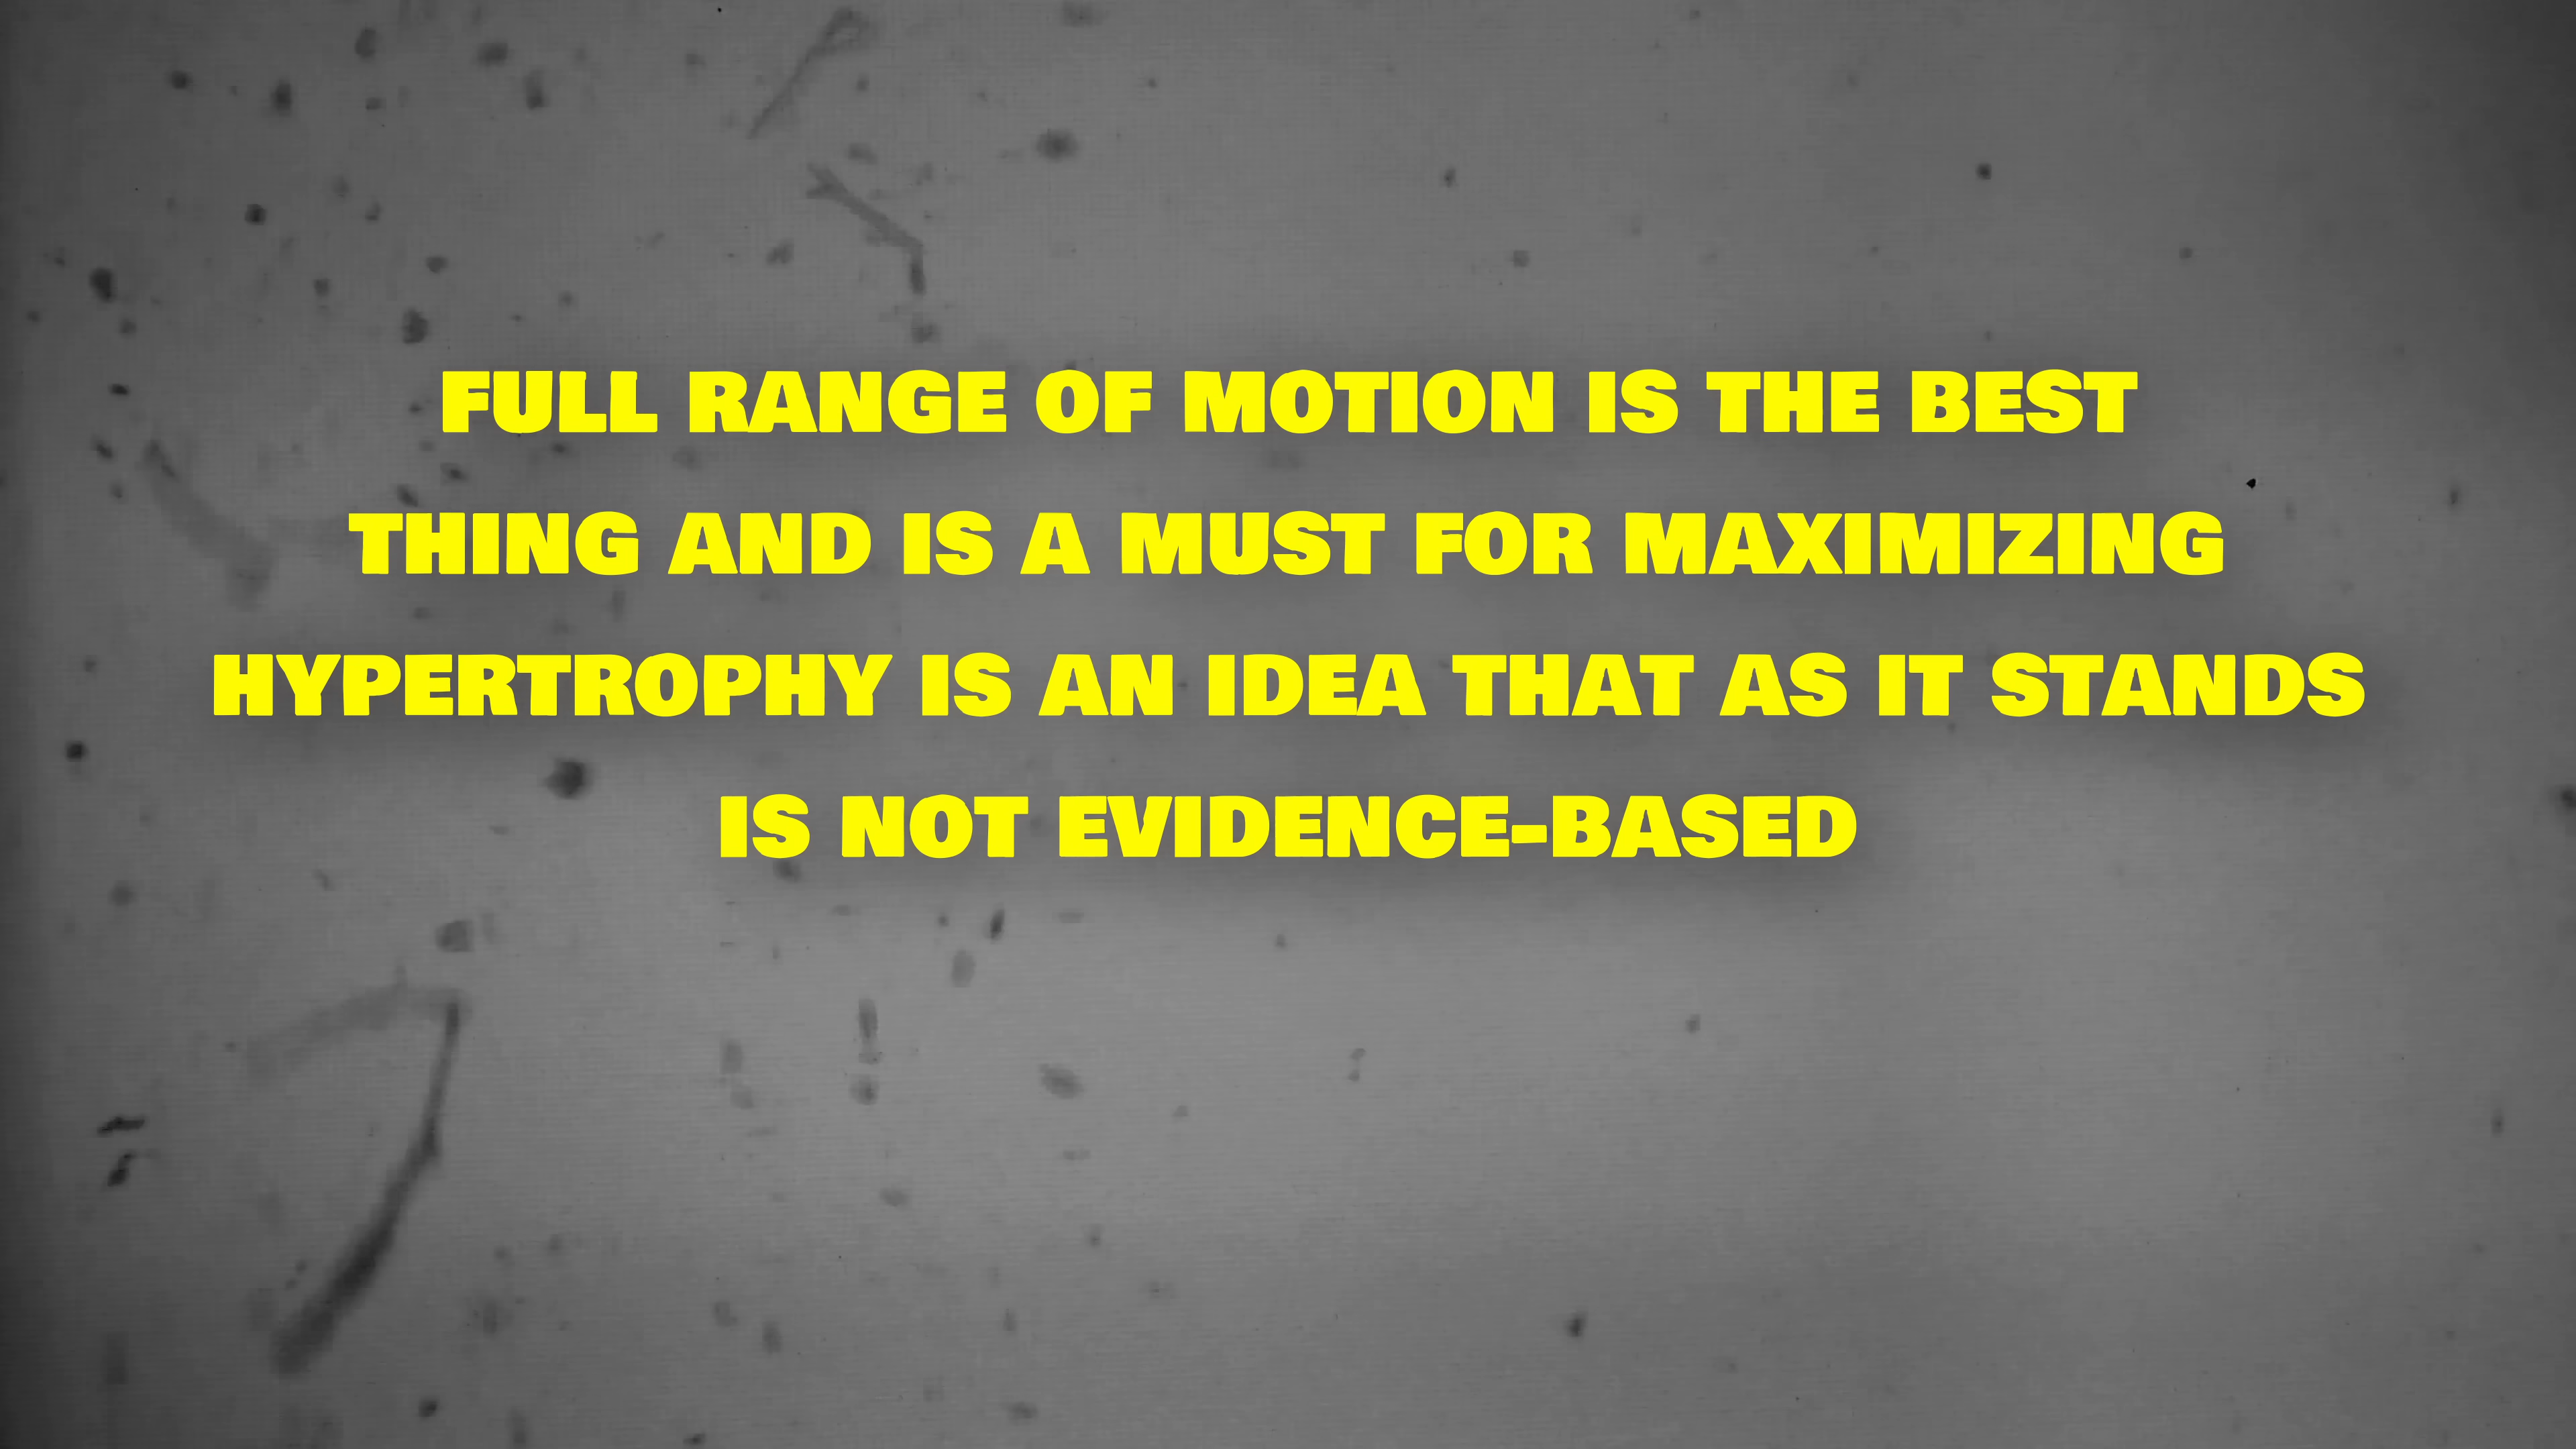 FULL RANGE OF MOTION IS THE BEST
THING AND IS A MUST FOR MAXIMIZING
HYPERTROPHY IS AN IDEA THAT AS IT STANDS
IS NOT EVIDENCE-BASED